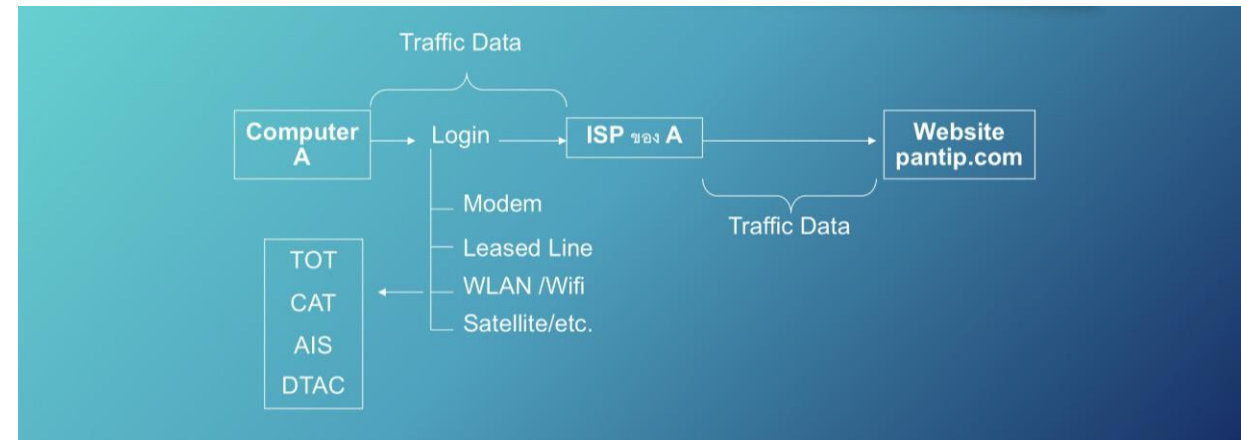 Traffic Data
Computer
A
Login
ISP ของ A
Website
pantip.com
Traffic Data
Modem
Leased Line
WLAN /Wifi
Satellite/etc.
TOT
CAT
AIS
DTAC